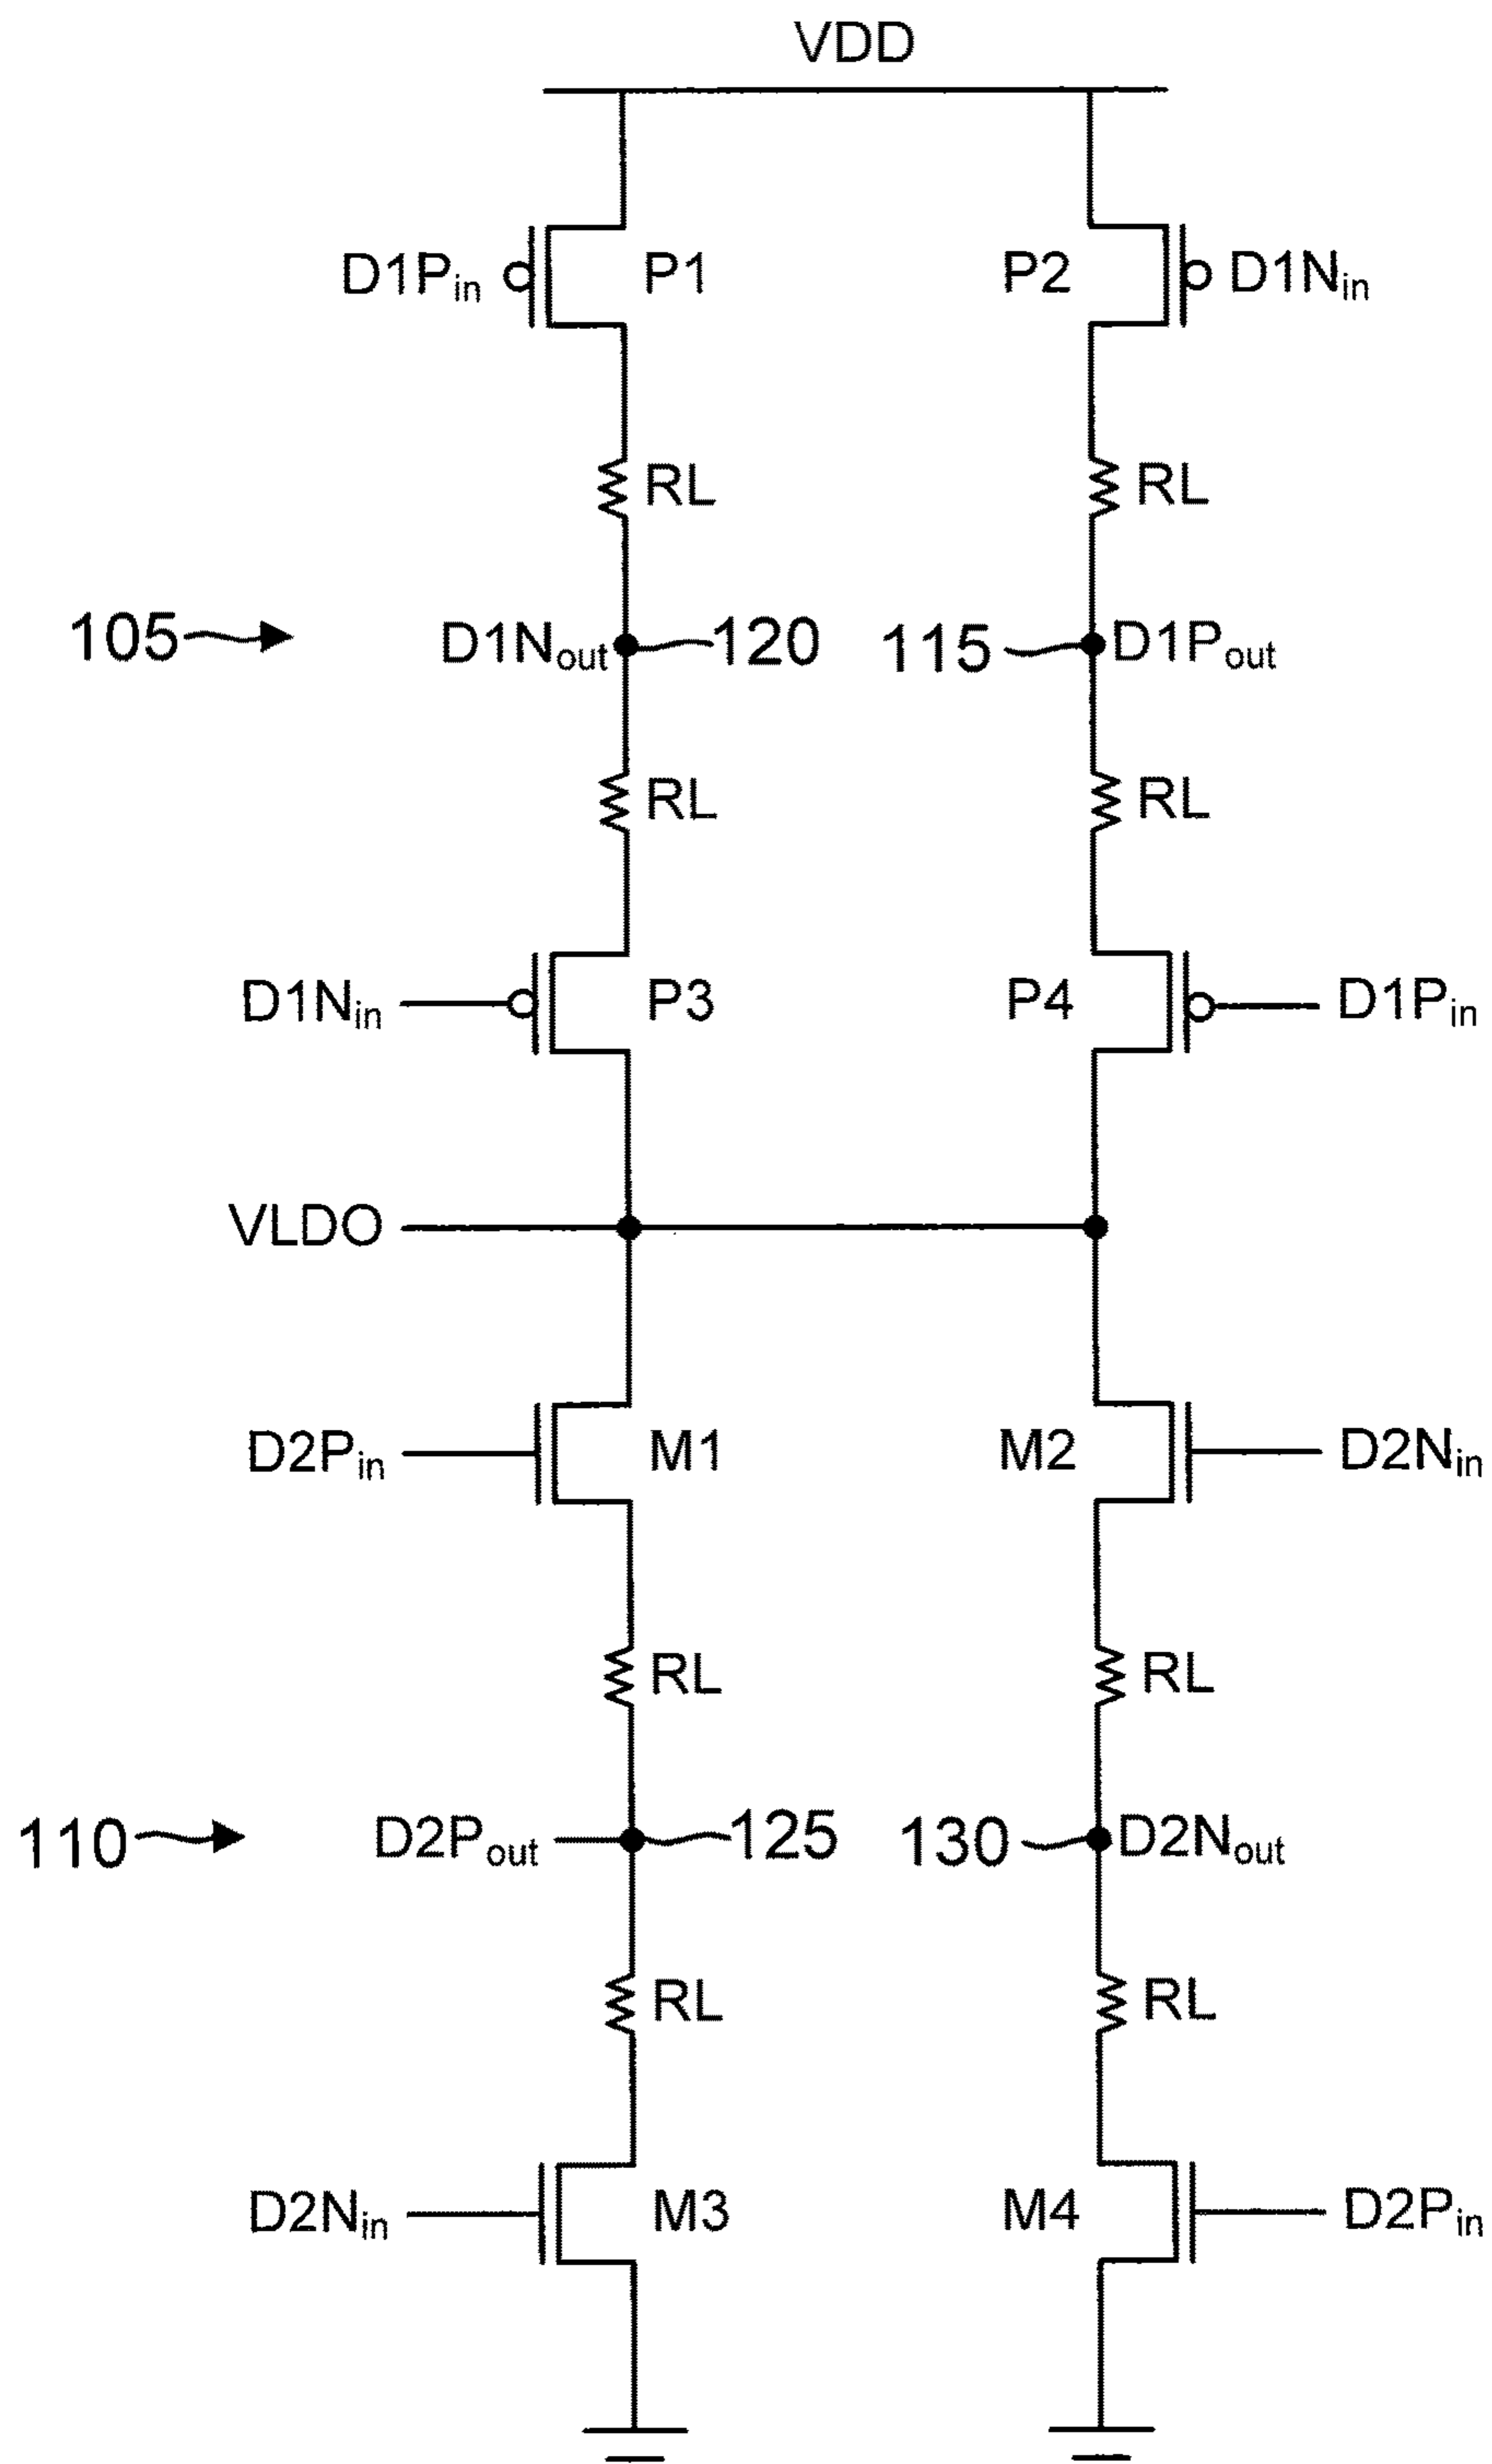 VDD
D1Pin P1 P2 D1Nin
RL RL
105 D1Nout 120 115 D1Pout
RL RL
D1Nin P3 P4 D1Pin
VLDO
D2Pin M1 M2 D2Nin
RL RL
110 D2Pout 125 130 D2Nout
RL RL
D2Nin M3 M4 D2Pin